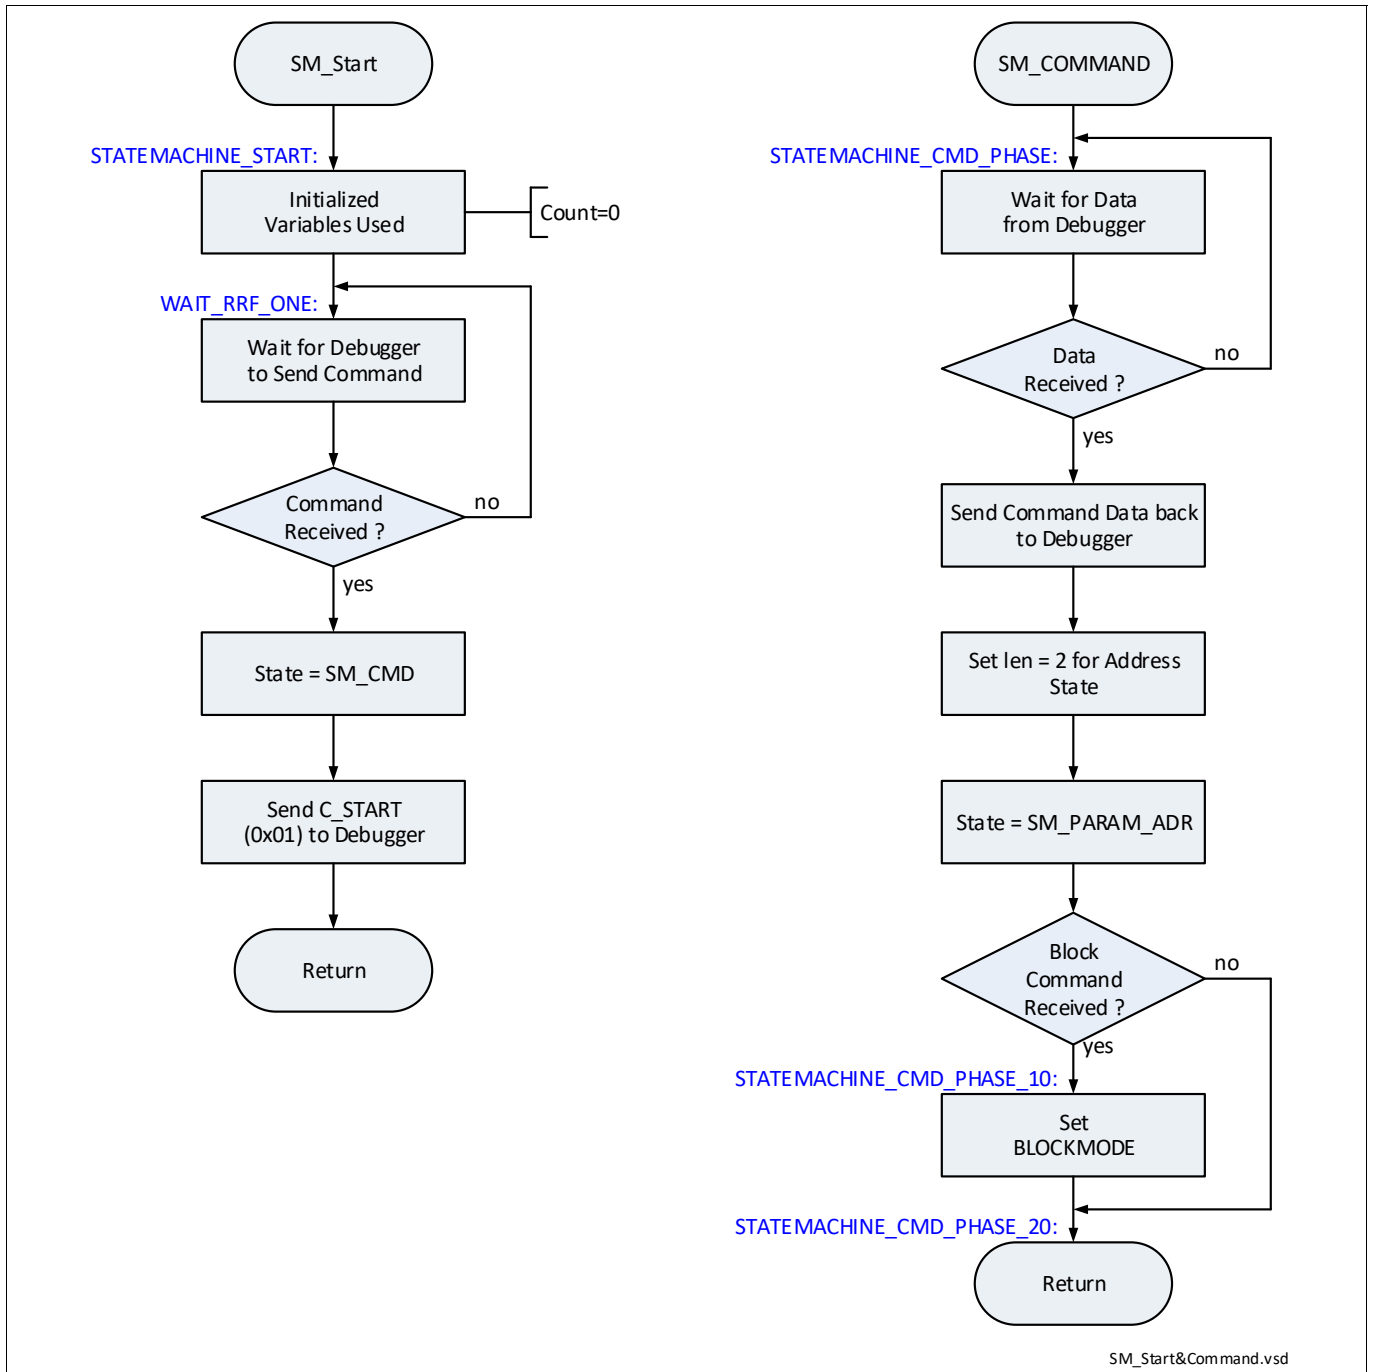 SM_Start
STATEMACHINE_START:
Initialized
Variables Used
Count=0
WAIT_RRF_ONE:
Wait for Debugger
to Send Command
Command
Received ?
no
yes
State = SM_CMD
Send C_START
(0x01) to Debugger
Return
SM_COMMAND
STATEMACHINE_CMD_PHASE:
Wait for Data
from Debugger
Data
Received ?
no
yes
Send Command Data back
to Debugger
Set len = 2 for Address
State
State = SM_PARAM_ADR
Block
Command
Received ?
no
yes
STATEMACHINE_CMD_PHASE_10:
Set
BLOCKMODE
STATEMACHINE_CMD_PHASE_20:
Return
SM_Start&Command.vsd